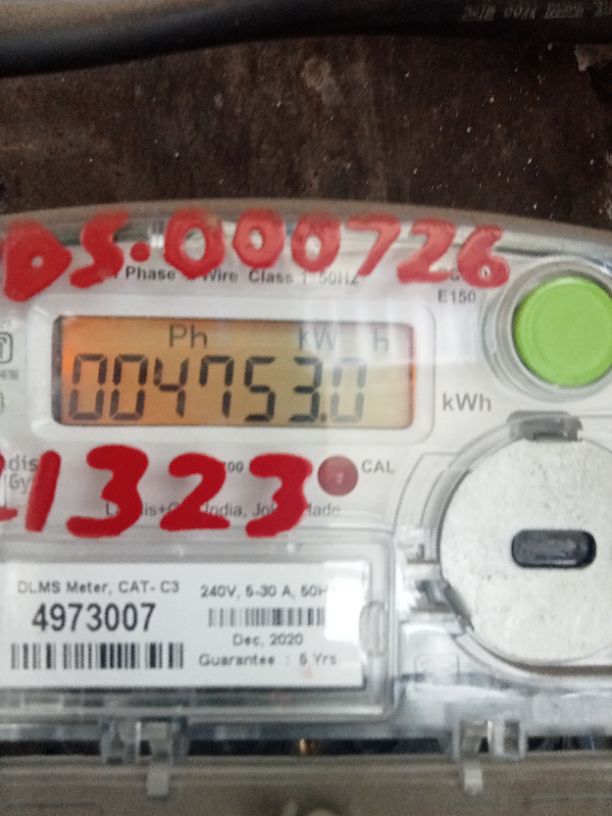 DS-000726
Phase Wire Class 1 50Hz
E150
Ph kW h
004753.0
kWh
1323
CAL
India,
DLMS Meter, CAT- C3
240V, 5-30 A,
4973007
Dec, 2020
Guarantee : 5 Yrs